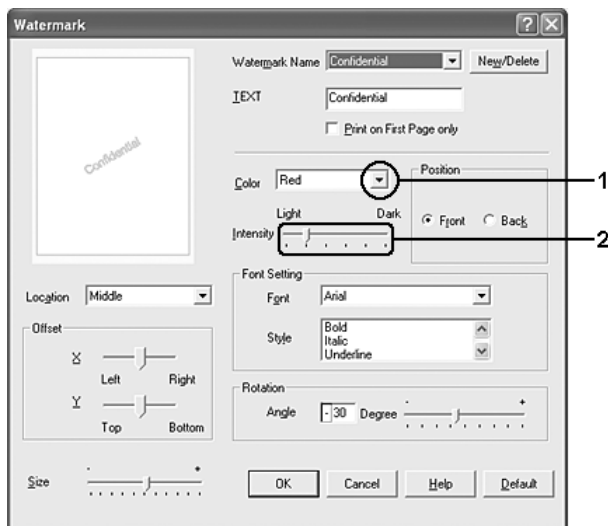 Watermark
Watermark Name Confidential New/Delete
TEXT Confidential
Print on First Page only
Confidential
Color Red
Position
1
Light Dark
Front Back
Intensity
2
Font Setting
Location Middle
Font Arial
Offset
Style Bold
Italic
Underline
X
Left Right
Rotation
Y
Angle -30 Degree - +
Top Bottom
Size - +
OK Cancel Help Default